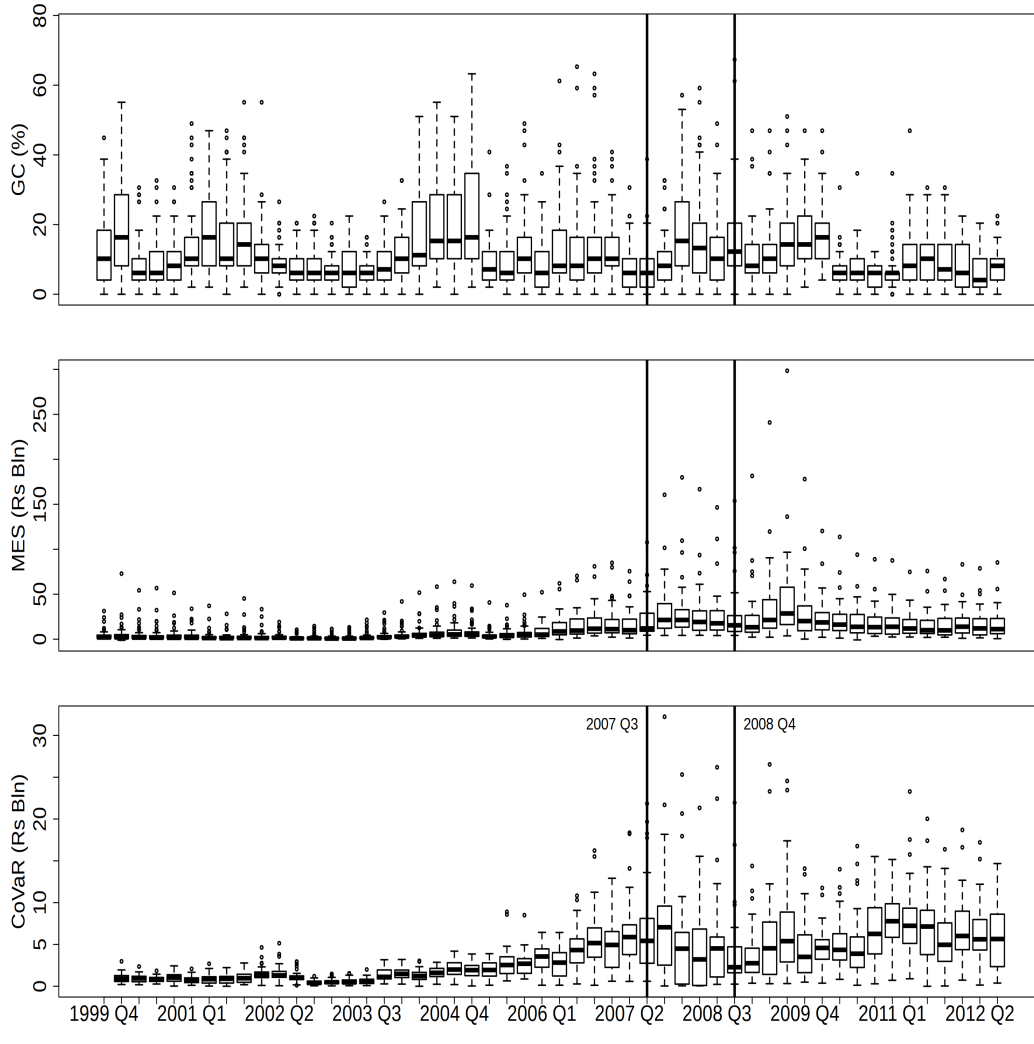 GC (%)
0 20 40 60 80
MES (Rs Bln)
0 50 150 250
CoVaR (Rs Bln)
0 5 10 20 30
2007 Q3
2008 Q4
1999 Q4 2001 Q1 2002 Q2 2003 Q3 2004 Q4 2006 Q1 2007 Q2 2008 Q3 2009 Q4 2011 Q1 2012 Q2